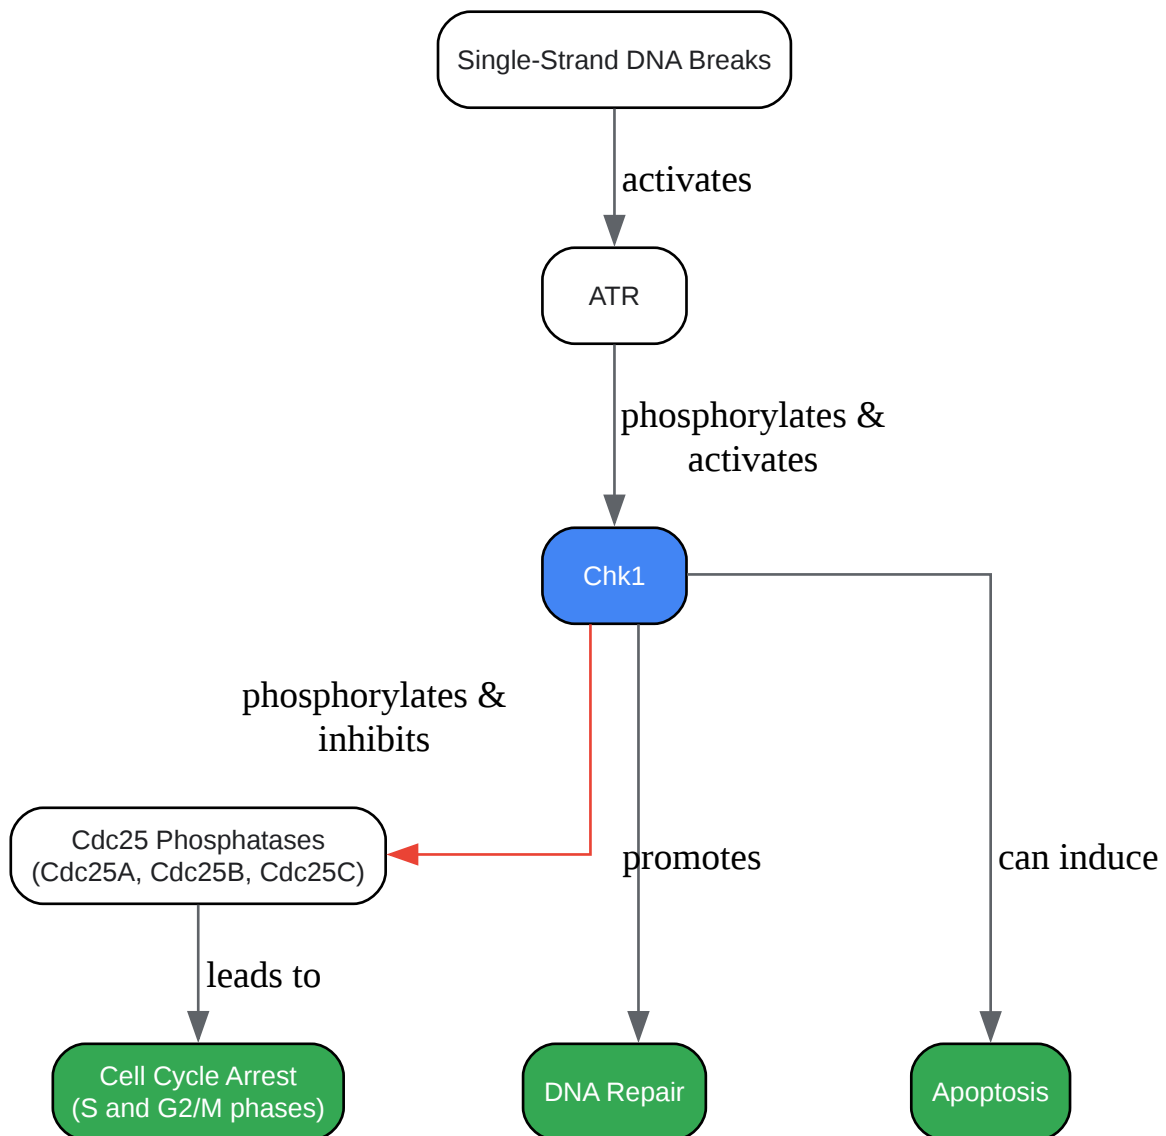 Single-Strand DNA Breaks
activates
ATR
phosphorylates &
activates
Chk1
phosphorylates &
inhibits
Cdc25 Phosphatases
(Cdc25A, Cdc25B, Cdc25C)
promotes
can induce
leads to
Cell Cycle Arrest
(S and G2/M phases)
DNA Repair
Apoptosis